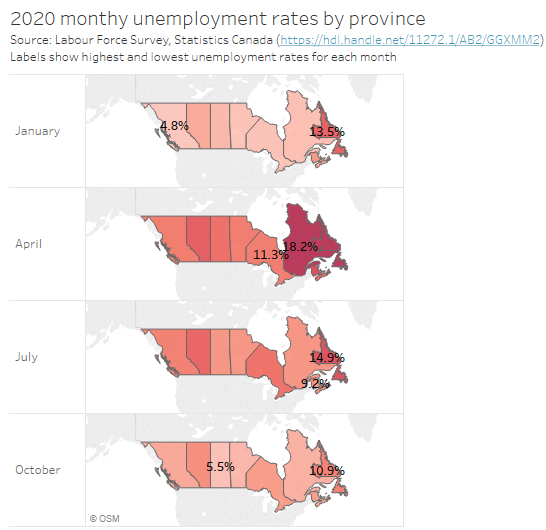 2020 monthy unemployment rates by province
Source: Labour Force Survey, Statistics Canada (https://hdl.handle.net/11272.1/AB2/GGXMM2)
Labels show highest and lowest unemployment rates for each month
January
4.8%
13.5%
April
11.3%
18.2%
July
14.9%
9.2%
October
5.5%
10.9%
© OSM